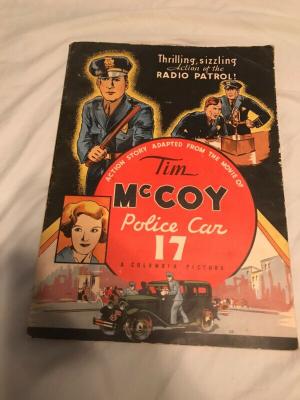 Thrilling, sizzling
Action of the
RADIO PATROL!
ACTION STORY ADAPTED FROM THE MOVIE OF
Tim
McCOY
Police Car
17
A COLUMBIA PICTURE